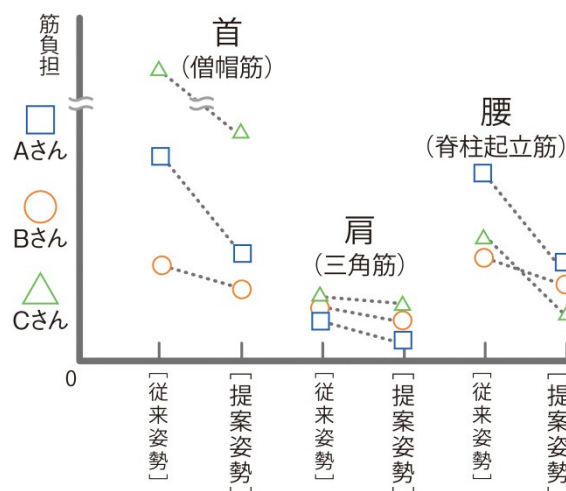 筋負担
首
（僧帽筋）
腰
（脊柱起立筋）
肩
（三角筋）
Aさん
Bさん
Cさん
0
［従来姿勢］
［提案姿勢］
［従来姿勢］
［提案姿勢］
［従来姿勢］
［提案姿勢］